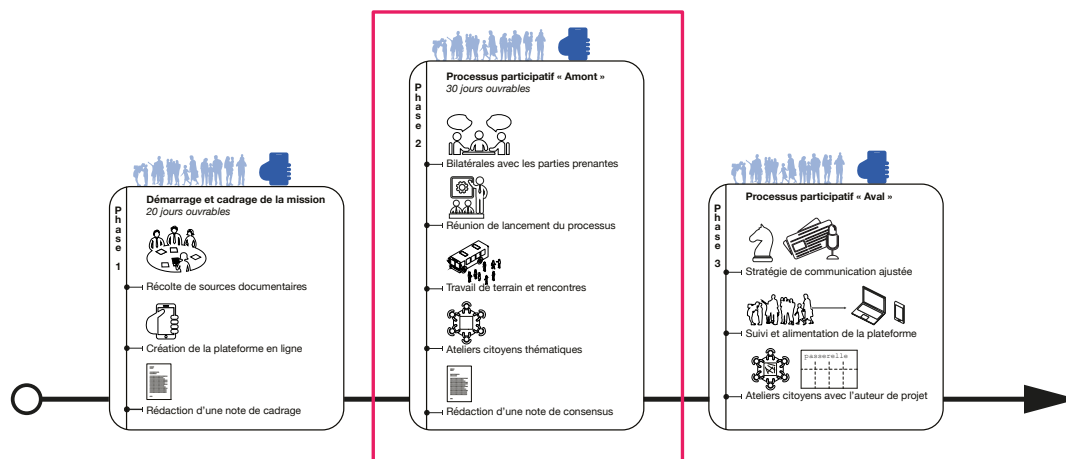 Phase 1
Démarrage et cadrage de la mission
20 jours ouvrables
Récolte de sources documentaires
Création de la plateforme en ligne
Rédaction d’une note de cadrage
Phase 2
Processus participatif « Amont »
30 jours ouvrables
Bilatérales avec les parties prenantes
Réunion de lancement du processus
Travail de terrain et rencontres
Ateliers citoyens thématiques
Rédaction d’une note de consensus
Phase 3
Processus participatif « Aval »
Stratégie de communication ajustée
Suivi et alimentation de la plateforme
passerelle
Ateliers citoyens avec l’auteur de projet